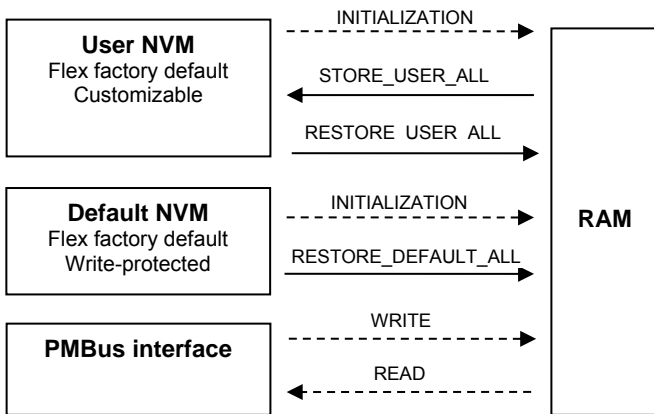 INITIALIZATION
User NVM
Flex factory default
Customizable
STORE_USER_ALL
RESTORE USER ALL
Default NVM
Flex factory default
Write-protected
INITIALIZATION
RESTORE_DEFAULT_ALL
RAM
PMBus interface
WRITE
READ